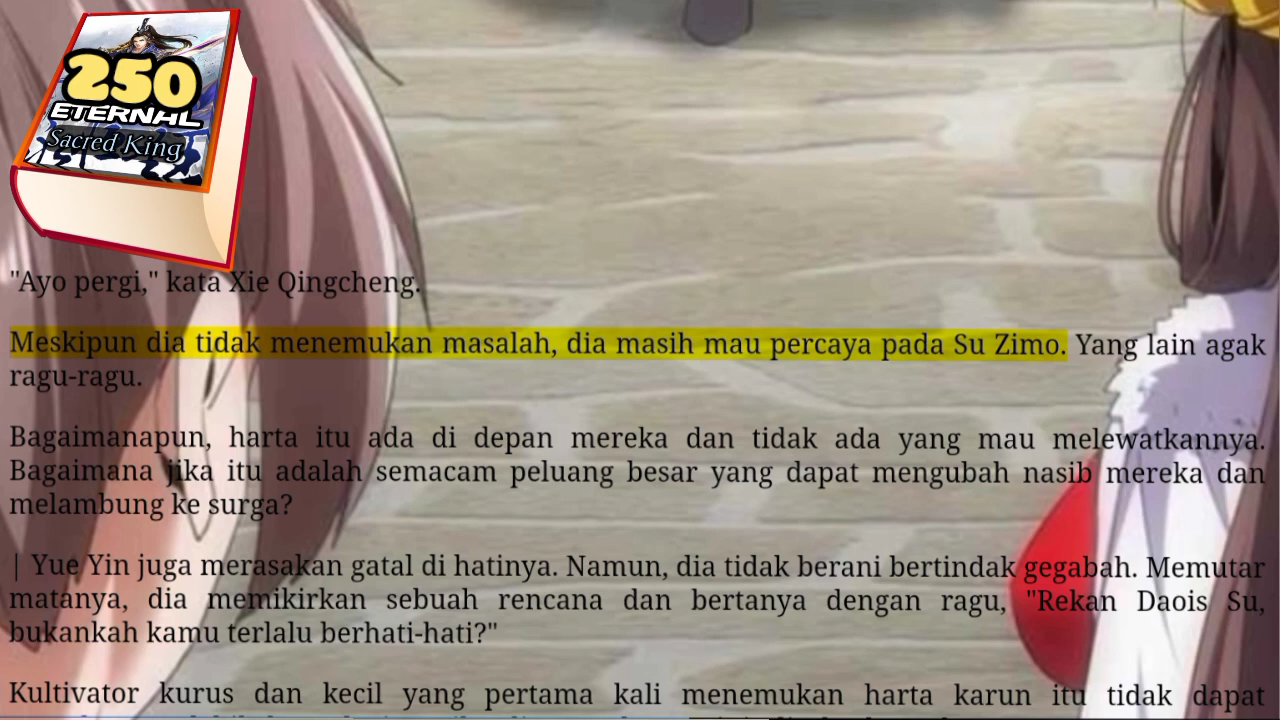 250
ETERNAL
Sacred King
"Ayo pergi," kata Xie Qingcheng.
Meskipun dia tidak menemukan masalah, dia masih mau percaya pada Su Zimo. Yang lain agak
ragu-ragu.
Bagaimanapun, harta itu ada di depan mereka dan tidak ada yang mau melewatkannya.
Bagaimana jika itu adalah semacam peluang besar yang dapat mengubah nasib mereka dan
melambung ke surga?
| Yue Yin juga merasakan gatal di hatinya. Namun, dia tidak berani bertindak gegabah. Memutar
matanya, dia memikirkan sebuah rencana dan bertanya dengan ragu, "Rekan Daois Su,
bukankah kamu terlalu berhati-hati?"
Kultivator kurus dan kecil yang pertama kali menemukan harta karun itu tidak dapat